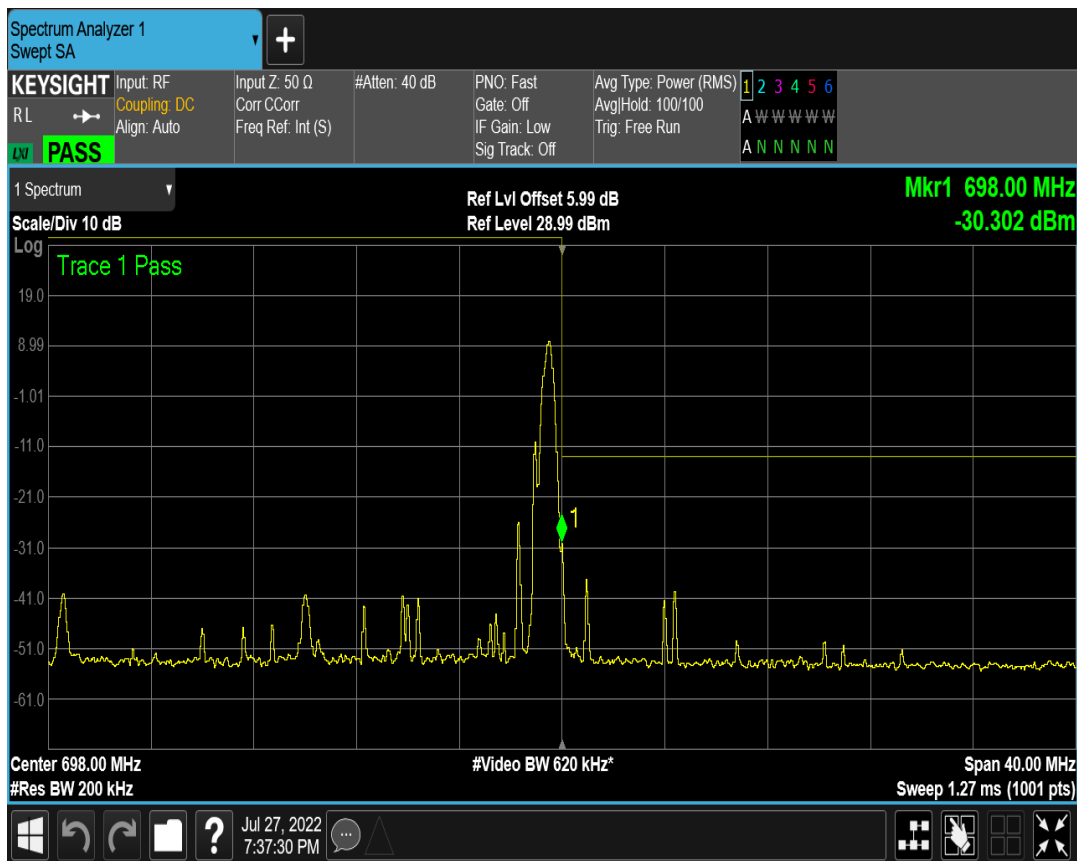 Spectrum Analyzer 1
Swept SA
+
KEYSIGHT
RL
LXI PASS
Input: RF
Coupling: DC
Align: Auto
Input Z: 50 Ω
Corr CCorr
Freq Ref: Int (S)
#Atten: 40 dB
PNO: Fast
Gate: Off
IF Gain: Low
Sig Track: Off
Avg Type: Power (RMS)
Avg|Hold: 100/100
Trig: Free Run
1 2 3 4 5 6
A W W W W W
A N N N N N
1 Spectrum
Scale/Div 10 dB
Ref Lvl Offset 5.99 dB
Ref Level 28.99 dBm
Mkr1 698.00 MHz
-30.302 dBm
Log
Trace 1 Pass
19.0
8.99
-1.01
-11.0
-21.0
1
-31.0
-41.0
-51.0
-61.0
Center 698.00 MHz
#Res BW 200 kHz
#Video BW 620 kHz*
Span 40.00 MHz
Sweep 1.27 ms (1001 pts)
?
Jul 27, 2022
7:37:30 PM